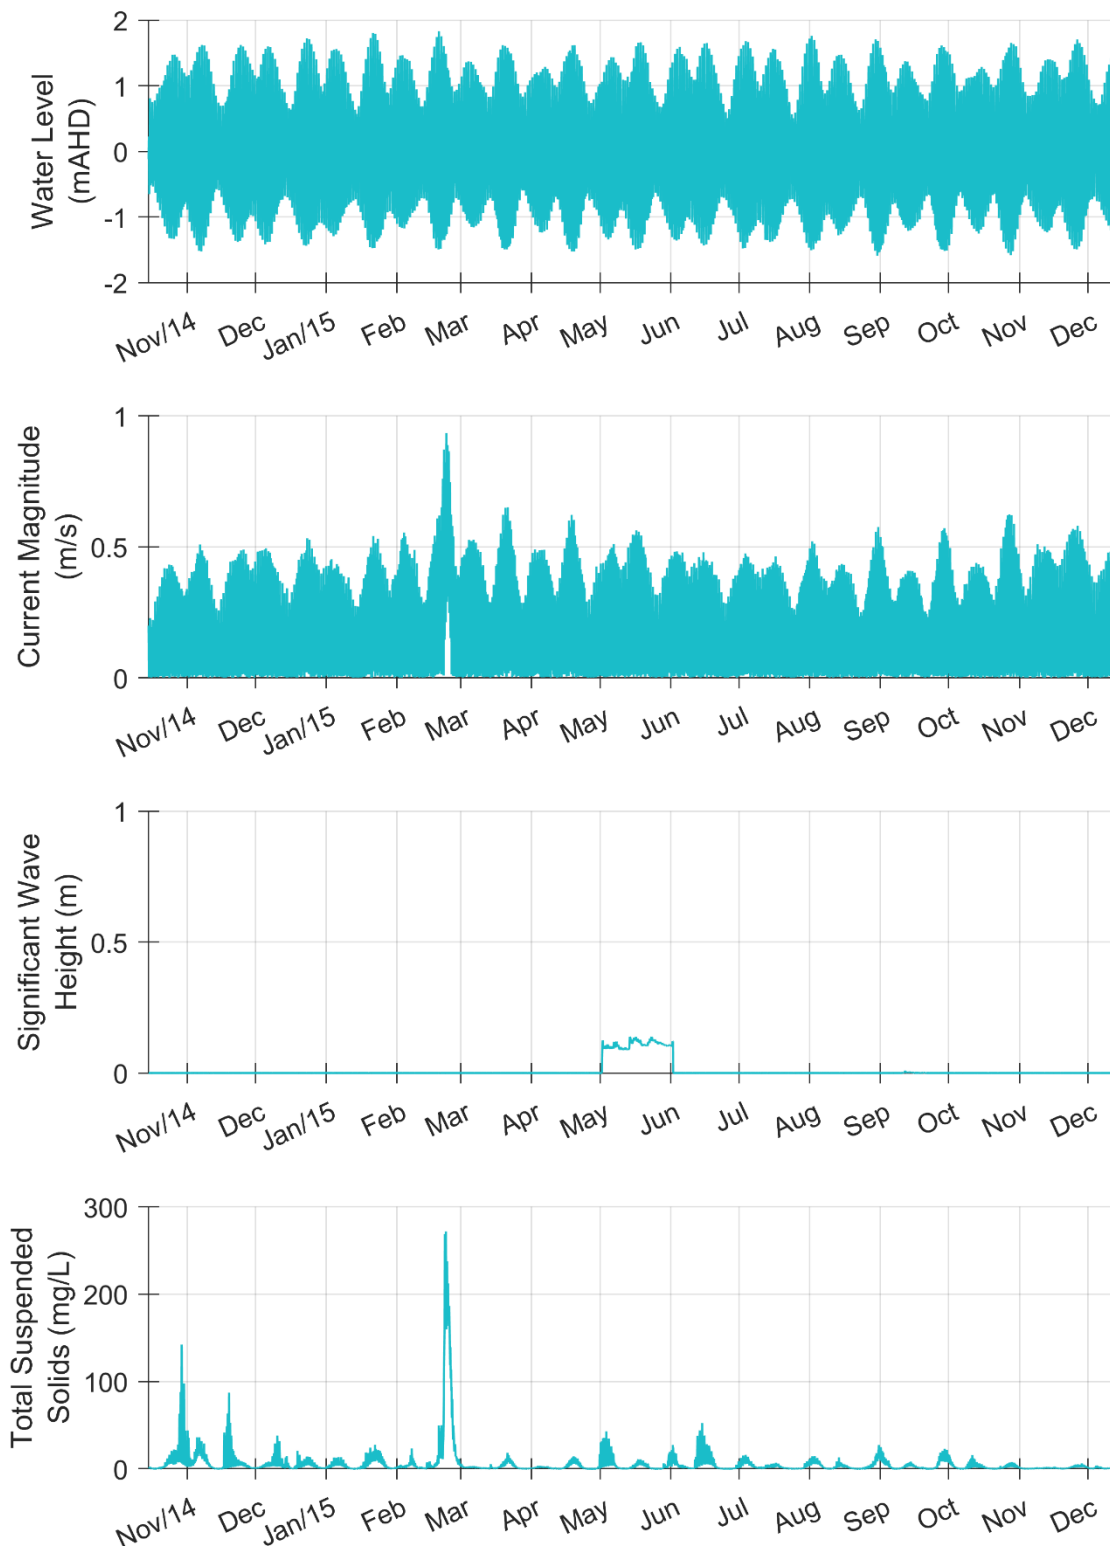 Water Level
(mAHD)
2
1
0
-1
-2
Nov/14 Dec Jan/15 Feb Mar Apr May Jun Jul Aug Sep Oct Nov Dec
Current Magnitude
(m/s)
1
0.5
0
Nov/14 Dec Jan/15 Feb Mar Apr May Jun Jul Aug Sep Oct Nov Dec
Significant Wave
Height (m)
1
0.5
0
Nov/14 Dec Jan/15 Feb Mar Apr May Jun Jul Aug Sep Oct Nov Dec
Total Suspended
Solids (mg/L)
300
200
100
0
Nov/14 Dec Jan/15 Feb Mar Apr May Jun Jul Aug Sep Oct Nov Dec